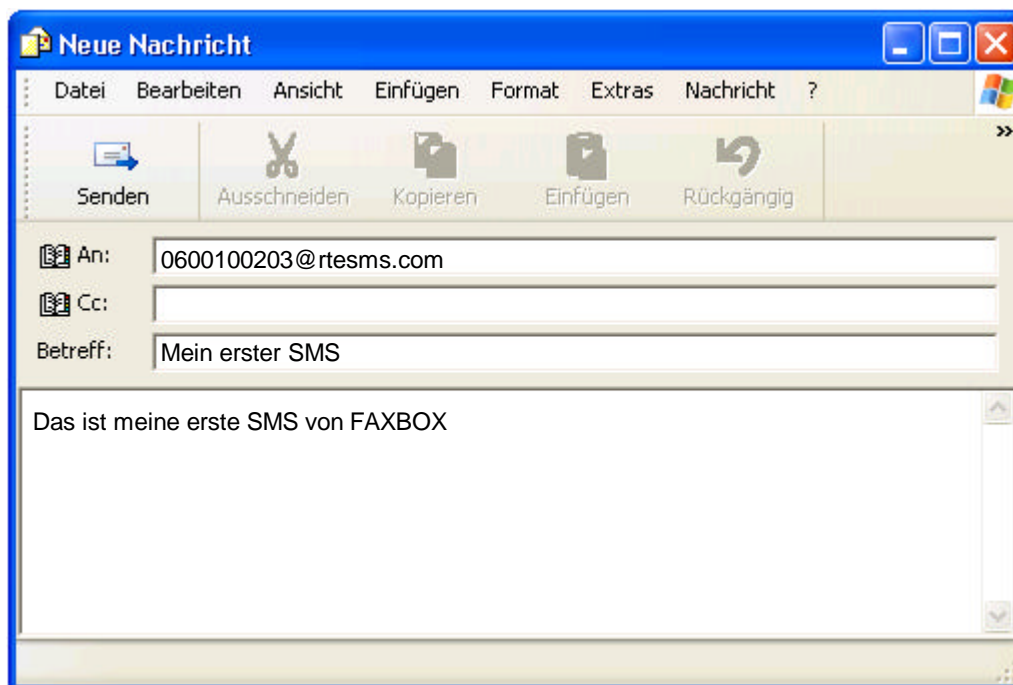 Neue Nachricht
Datei Bearbeiten Ansicht Einfügen Format Extras Nachricht ?
»
Senden Ausschneiden Kopieren Einfügen Rückgängig
An: 0600100203@rtesms.com
Cc:
Betreff: Mein erster SMS
Das ist meine erste SMS von FAXBOX